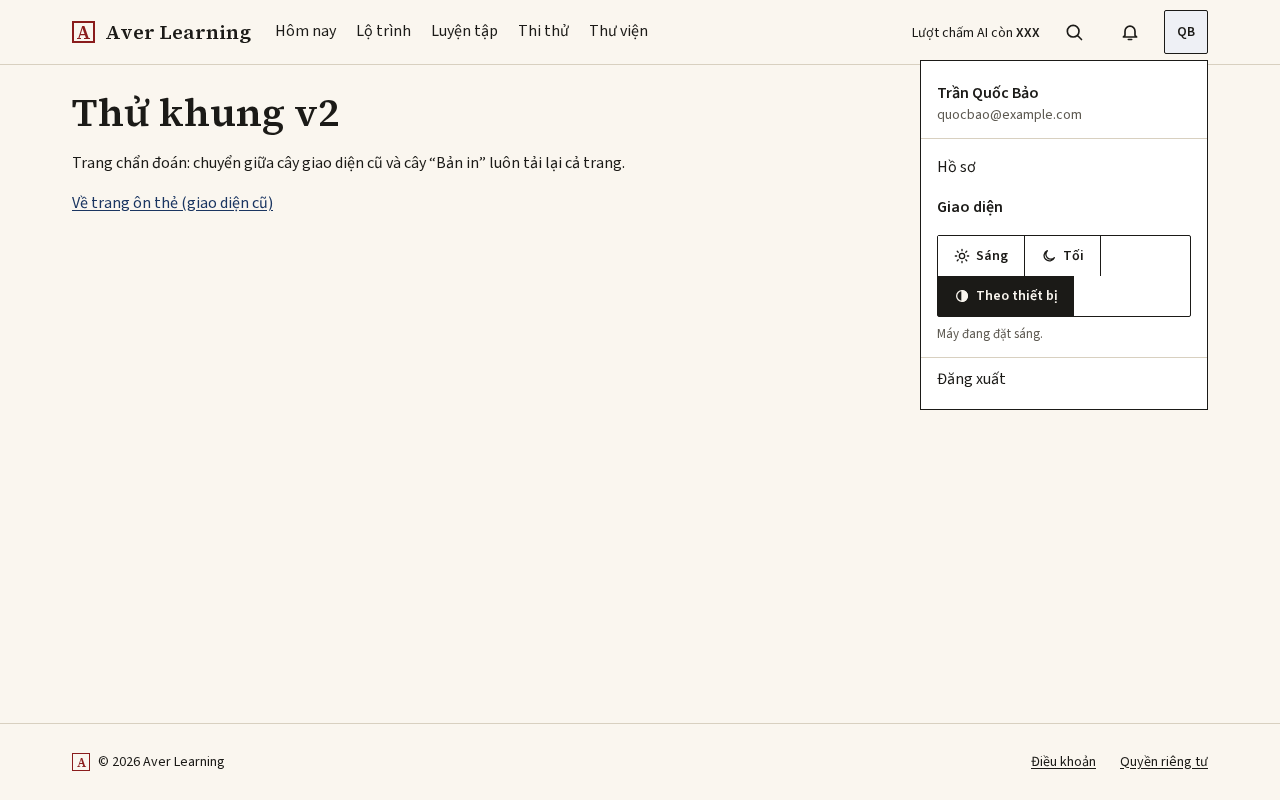 A Aver Learning Hôm nay Lộ trình Luyện tập Thi thử Thư viện Lượt chấm AI còn XXX QB
Trần Quốc Bảo
quocbao@example.com
Hồ sơ
Giao diện
Sáng Tối
Theo thiết bị
Máy đang đặt sáng.
Đăng xuất
Thử khung v2
Trang chẩn đoán: chuyển giữa cây giao diện cũ và cây “Bản in” luôn tải lại cả trang.
Về trang ôn thẻ (giao diện cũ)
A © 2026 Aver Learning Điều khoản Quyền riêng tư